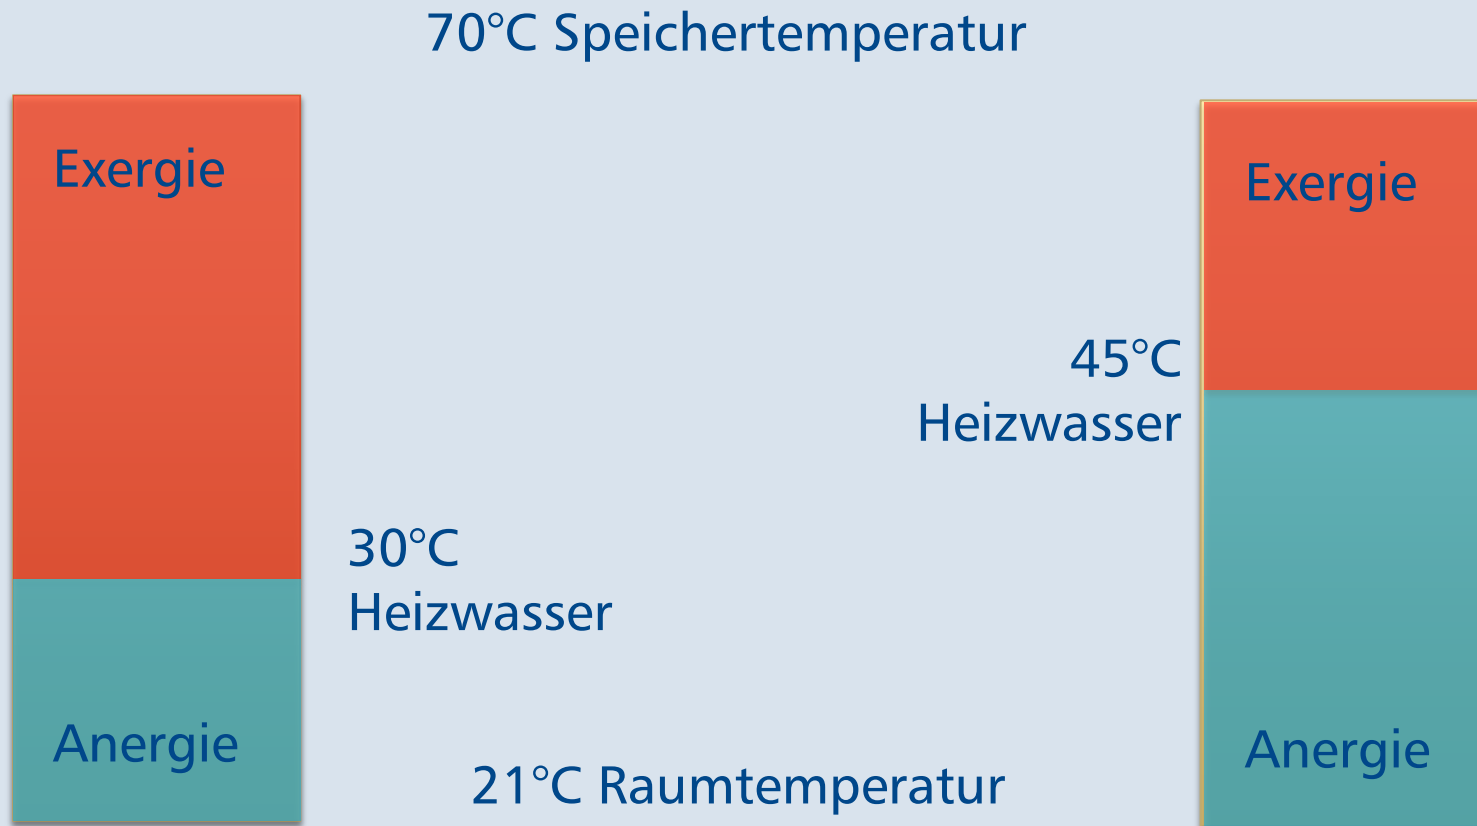 70°C Speichertemperatur
Exergie
Exergie
45°C
Heizwasser
30°C
Heizwasser
Anergie
Anergie
21°C Raumtemperatur